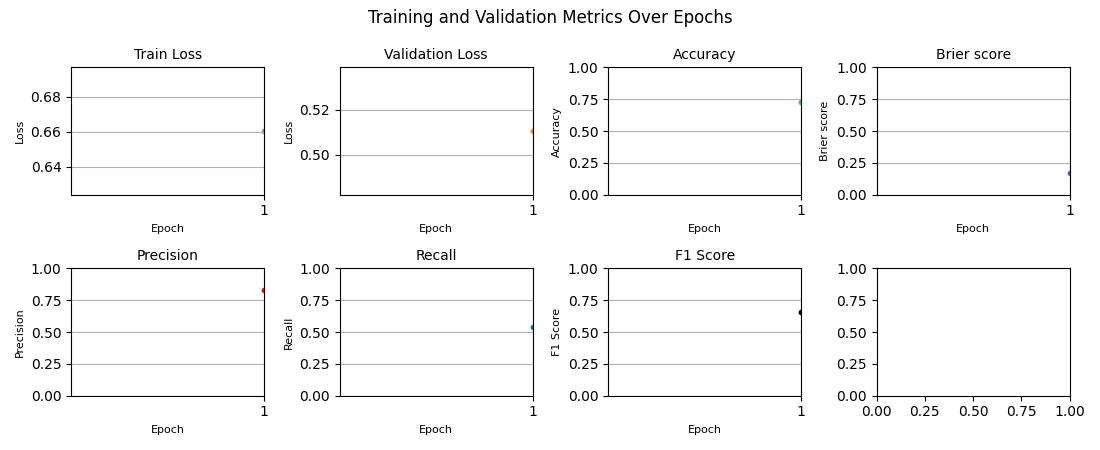 Training and Validation Metrics Over Epochs
Train Loss
Loss
0.68
0.66
0.64
1
Epoch
Validation Loss
Loss
0.52
0.50
1
Epoch
Accuracy
Accuracy
1.00
0.75
0.50
0.25
0.00
1
Epoch
Brier score
Brier score
1.00
0.75
0.50
0.25
0.00
1
Epoch
Precision
Precision
1.00
0.75
0.50
0.25
0.00
1
Epoch
Recall
Recall
1.00
0.75
0.50
0.25
0.00
1
Epoch
F1 Score
F1 Score
1.00
0.75
0.50
0.25
0.00
1
Epoch
1.00
0.75
0.50
0.25
0.00
0.00 0.25 0.50 0.75 1.00